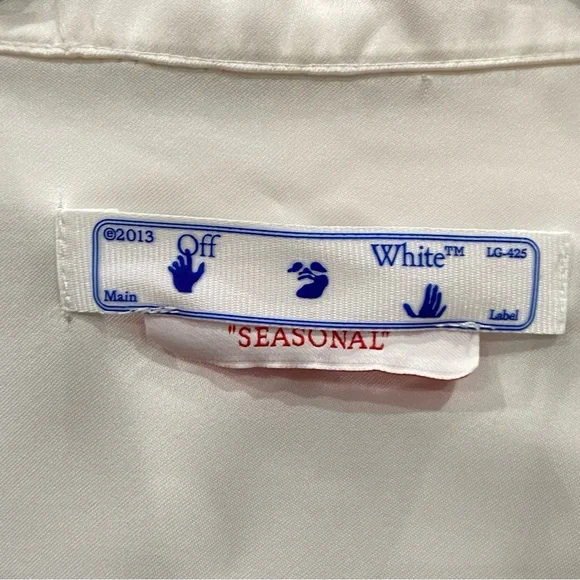 ©2013 Off White™ LG-425
Main Label
"SEASONAL"